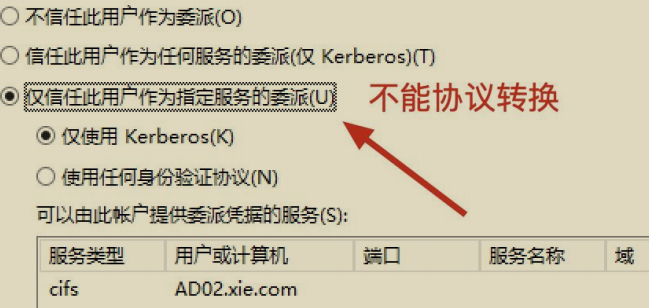 不信任此用户作为委派(O)
信任此用户作为任何服务的委派(仅 Kerberos)(T)
仅信任此用户作为指定服务的委派(U) 不能协议转换
仅使用 Kerberos(K)
使用任何身份验证协议(N)
可以由此帐户提供委派凭据的服务(S):
服务类型 用户或计算机 端口 服务名称 域
cifs AD02.xie.com